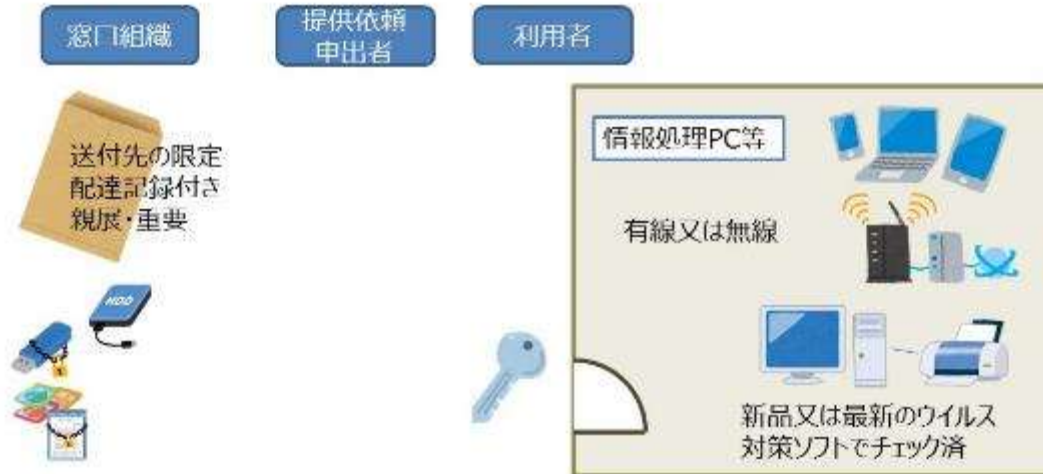 窓口組織
提供依頼
申出者
利用者
送付先の限定
配達記録付き
親展・重要
HDD
情報処理PC等
有線又は無線
新品又は最新のウイルス
対策ソフトでチェック済